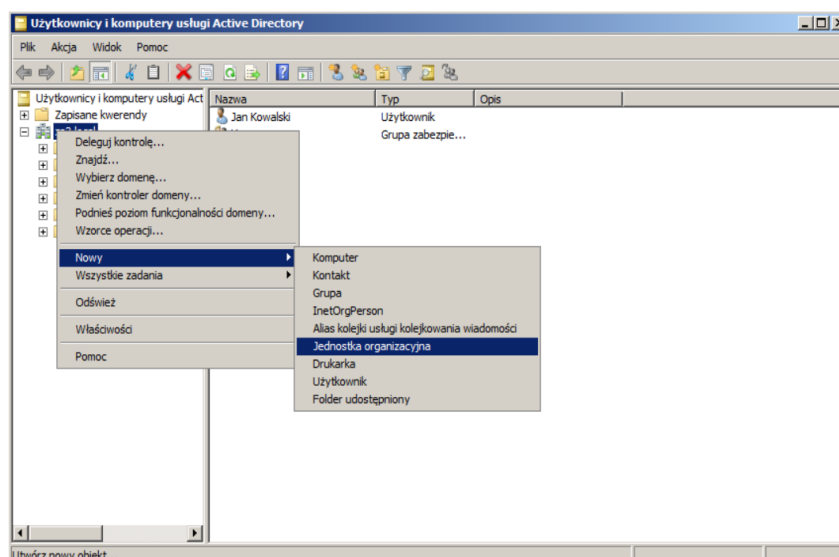 Użytkownicy i komputery usługi Active Directory
Plik Akcja Widok Pomoc
Użytkownicy i komputery usługi Act
Zapisane kwerendy
Nazwa Typ Opis
Jan Kowalski Użytkownik
Grupa zabezpie...
Deleguj kontrolę...
Znajdź...
Wybierz domenę...
Zmień kontroler domeny...
Podnieś poziom funkcjonalności domeny...
Wzorce operacji...
Nowy
Wszystkie zadania
Odśwież
Właściwości
Pomoc
Komputer
Kontakt
Grupa
InetOrgPerson
Alias kolejki usługi kolejkowania wiadomości
Jednostka organizacyjna
Drukarka
Użytkownik
Folder udostępniony
Utwórz nowy obiekt